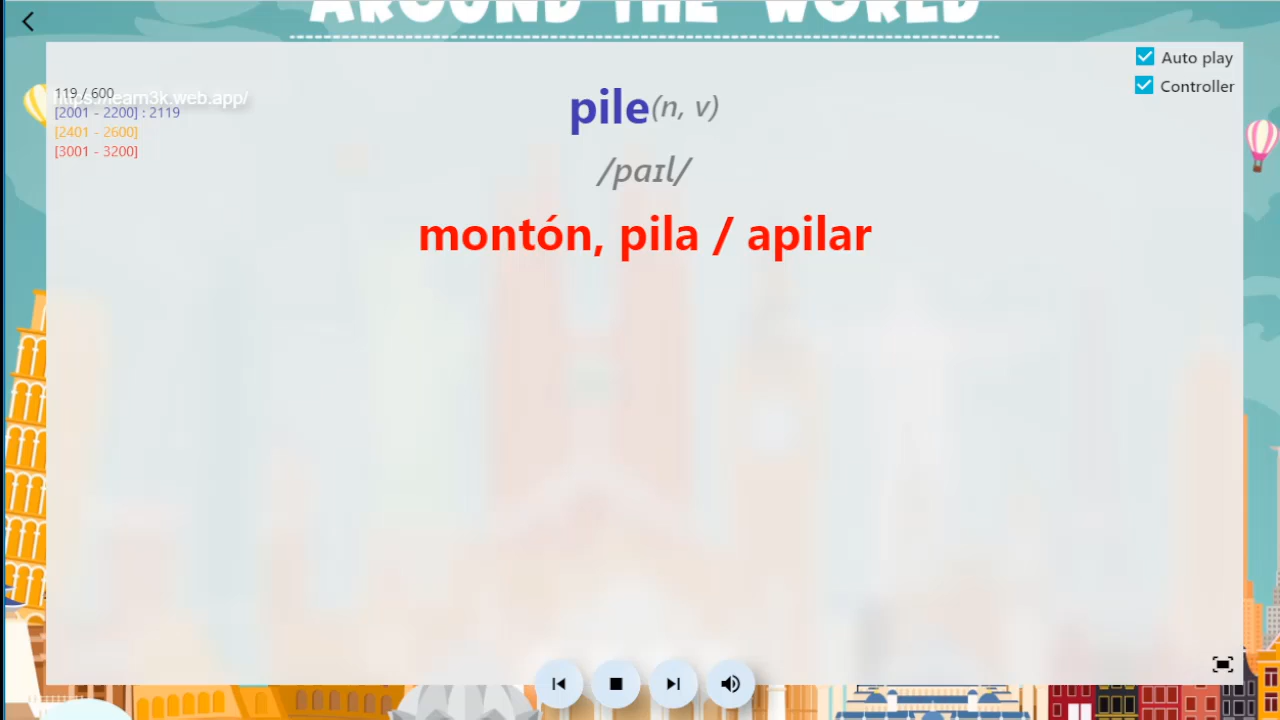 AROUND THE WORLD
Auto play
Controller
119 / 600
https://learn3k.web.app/
[2001 - 2200] : 2119
[2401 - 2600]
[3001 - 3200]
pile(n, v)
/paɪl/
montón, pila / apilar